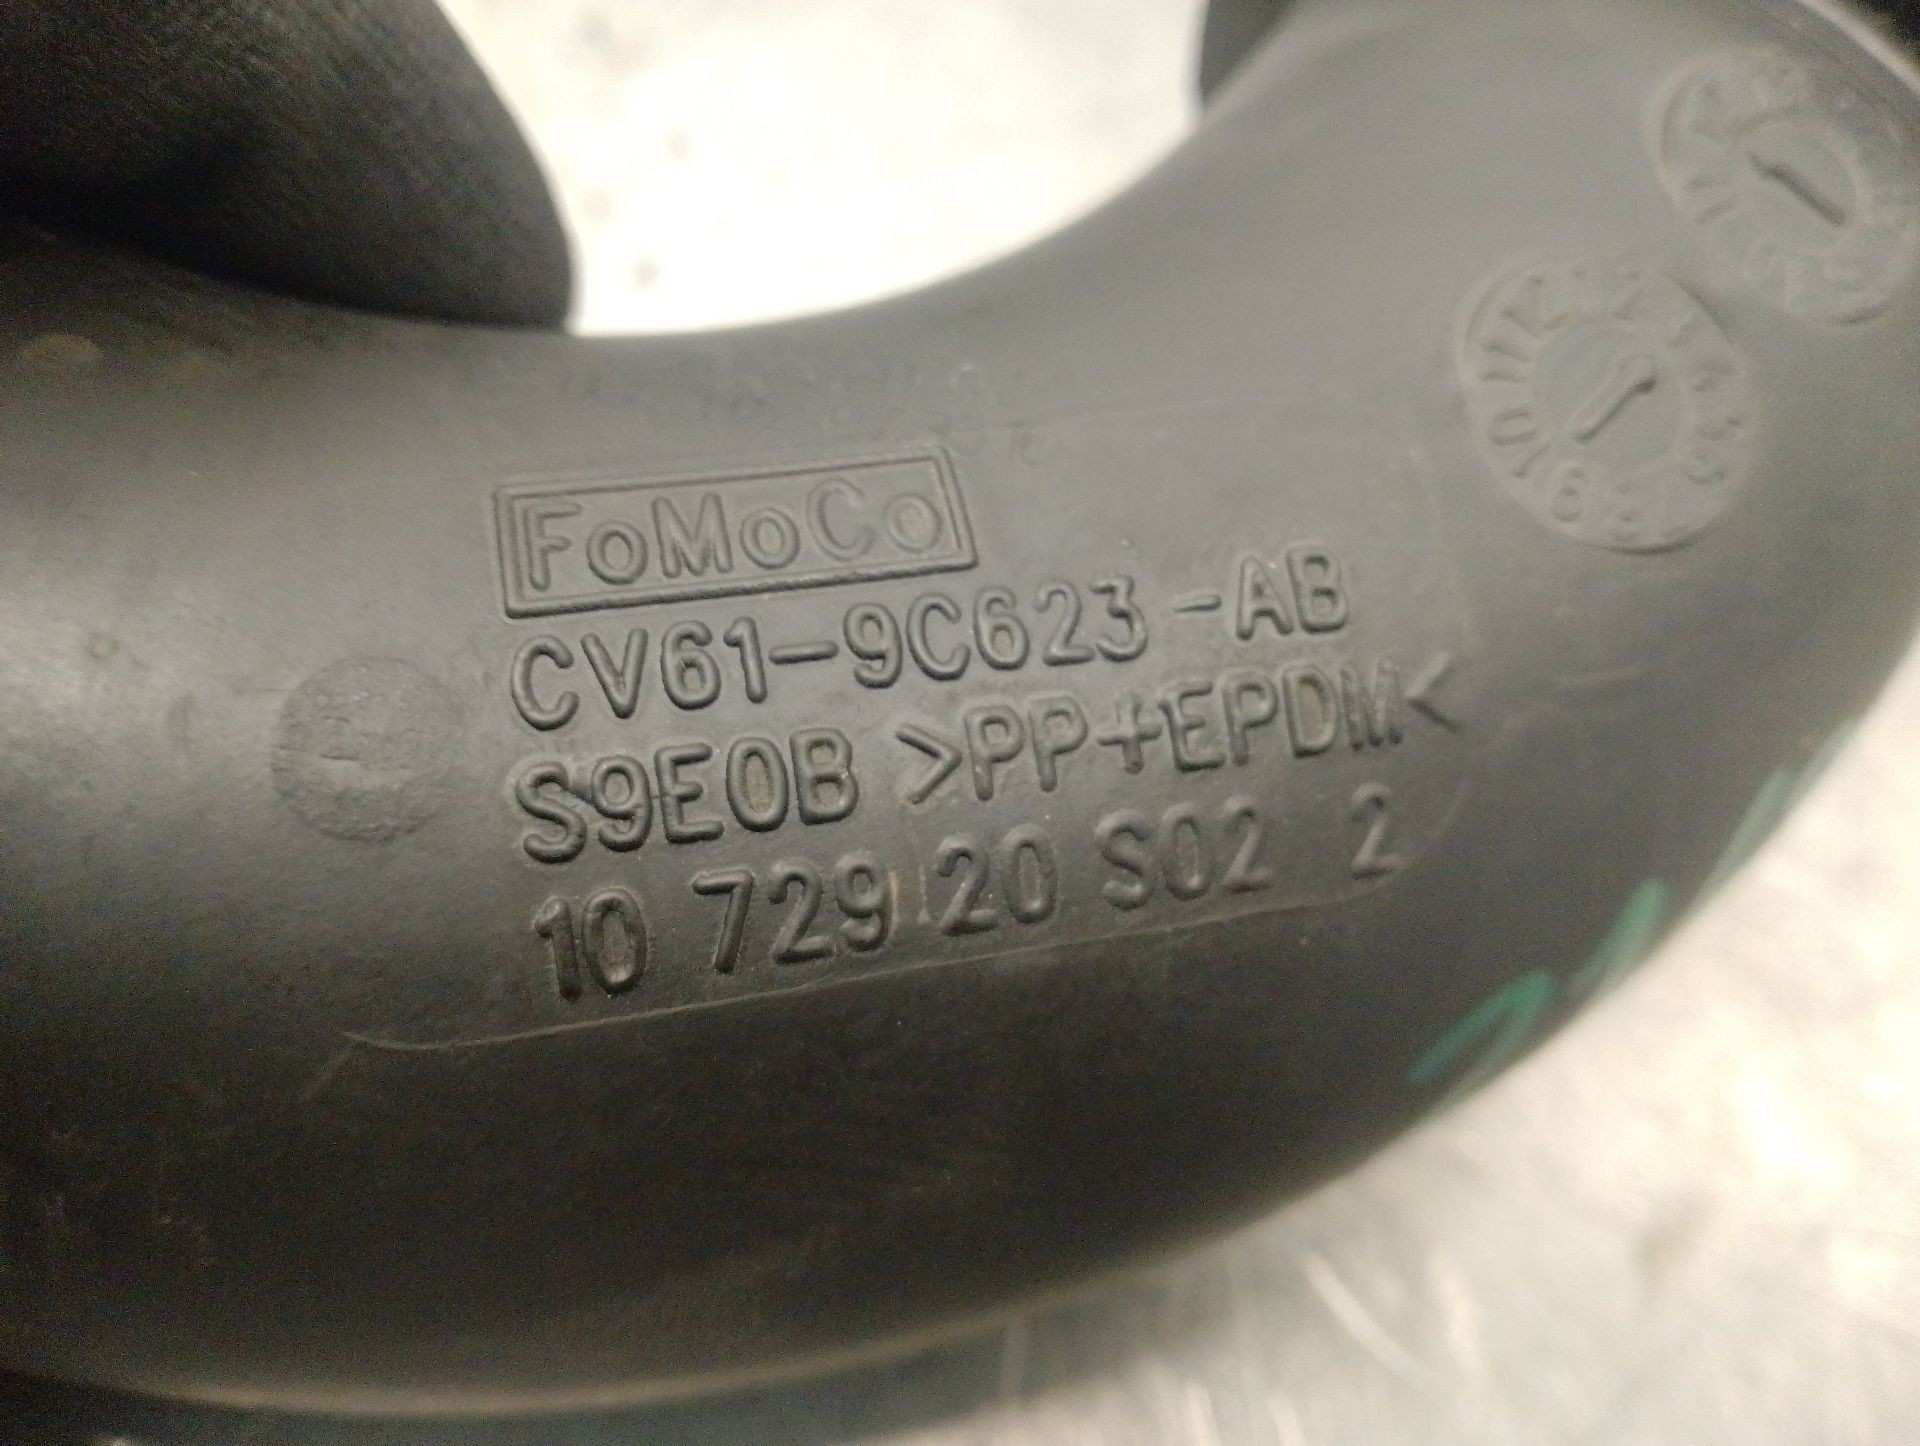 FoMoCo
CV61-9C623-AB
S9E0B >PP+EPDM<
10 729 20 S02 2